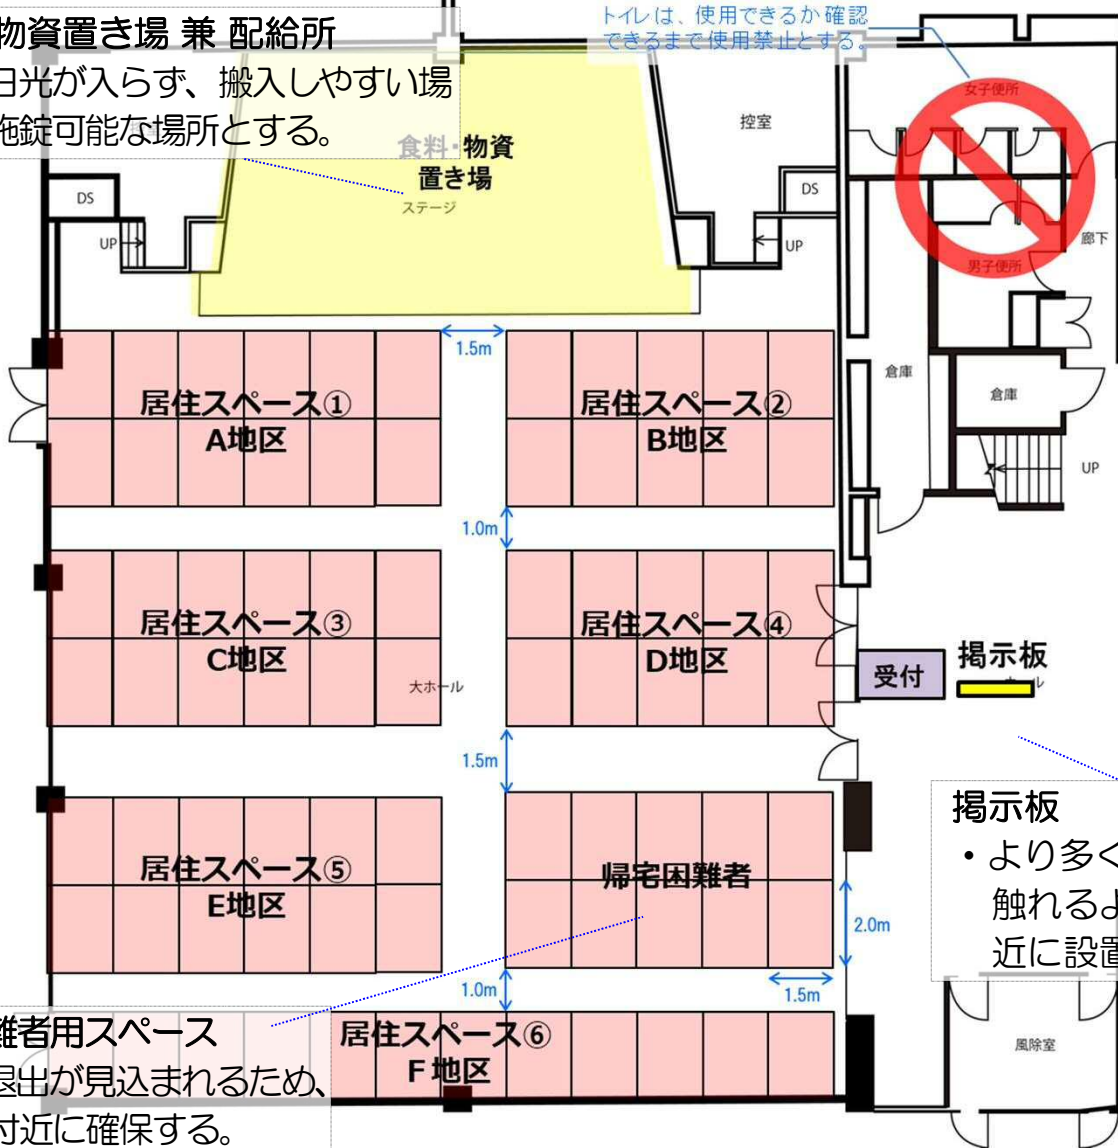 物資置き場 兼 配給所
日光が入らず、搬入しやすい場
施錠可能な場所とする。
トイレは、使用できるか確認
できるまで使用禁止とする。
女子便所
控室
食料・物資
置き場
ステージ
DS
DS
UP
UP
廊下
男子便所
1.5m
倉庫
倉庫
居住スペース①
A地区
居住スペース②
B地区
UP
1.0m
居住スペース③
C地区
居住スペース④
D地区
大ホール
受付
掲示板
1.5m
掲示板
・より多く
触れるよ
近に設置
居住スペース⑤
E地区
帰宅困難者
2.0m
1.0m
1.5m
難者用スペース
退出が見込まれるため、
付近に確保する。
居住スペース⑥
F地区
風除室